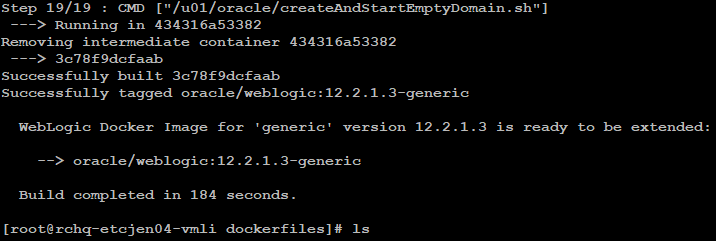 Step 19/19 : CMD ["/u01/oracle/createAndStartEmptyDomain.sh"]
---> Running in 434316a53382
Removing intermediate container 434316a53382
---> 3c78f9dcfaab
Successfully built 3c78f9dcfaab
Successfully tagged oracle/weblogic:12.2.1.3-generic
WebLogic Docker Image for 'generic' version 12.2.1.3 is ready to be extended:
--> oracle/weblogic:12.2.1.3-generic
Build completed in 184 seconds.
[root@rchq-etcjen04-vmli dockerfiles]# ls